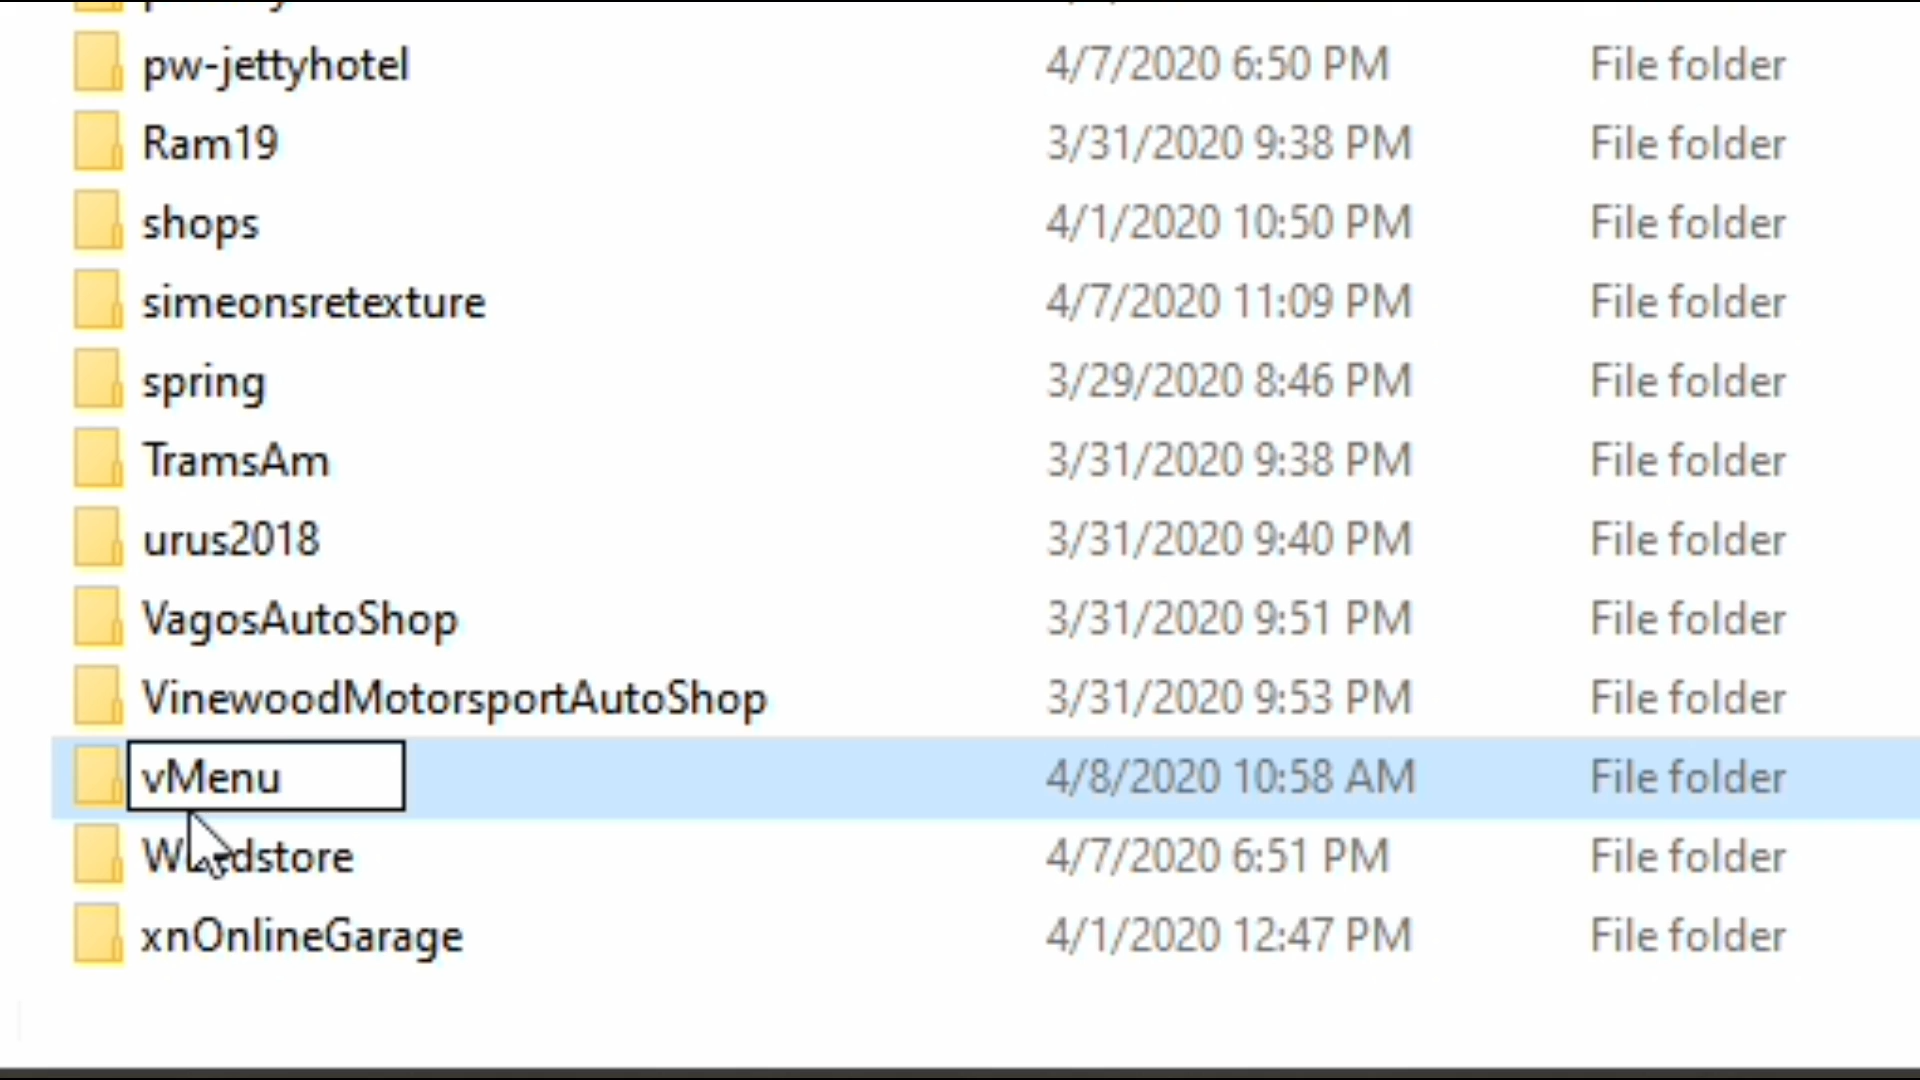 pw-jettyhotel 4/7/2020 6:50 PM File folder
Ram19 3/31/2020 9:38 PM File folder
shops 4/1/2020 10:50 PM File folder
simeonsretexture 4/7/2020 11:09 PM File folder
spring 3/29/2020 8:46 PM File folder
TramsAm 3/31/2020 9:38 PM File folder
urus2018 3/31/2020 9:40 PM File folder
VagosAutoShop 3/31/2020 9:51 PM File folder
VinewoodMotorsportAutoShop 3/31/2020 9:53 PM File folder
vMenu 4/8/2020 10:58 AM File folder
4/7/2020 6:51 PM File folder
xnOnlineGarage 4/1/2020 12:47 PM File folder